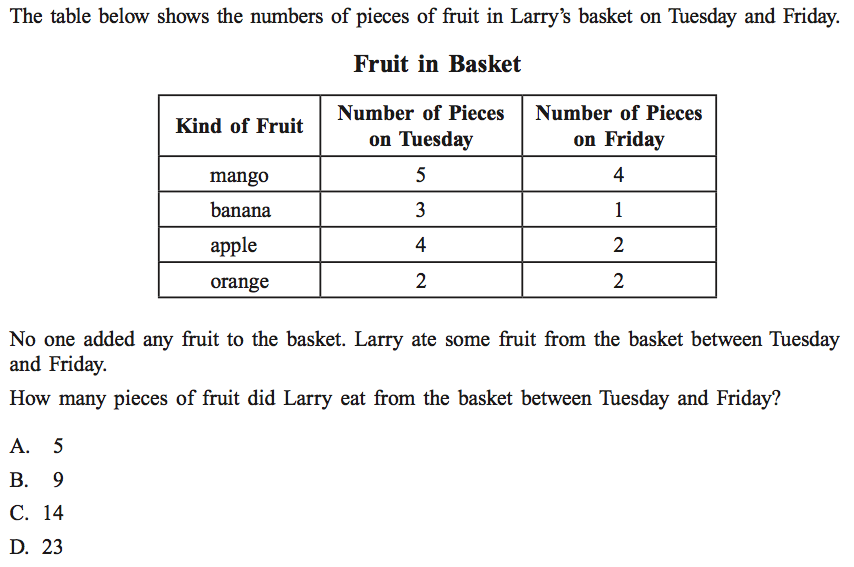 The table below shows the numbers of pieces of fruit in Larry’s basket on Tuesday and Friday.
Fruit in Basket
Kind of Fruit
Number of Pieces
on Tuesday
Number of Pieces
on Friday
mango 5 4
banana 3 1
apple 4 2
orange 2 2
No one added any fruit to the basket. Larry ate some fruit from the basket between Tuesday
and Friday.
How many pieces of fruit did Larry eat from the basket between Tuesday and Friday?
A. 5
B. 9
C. 14
D. 23